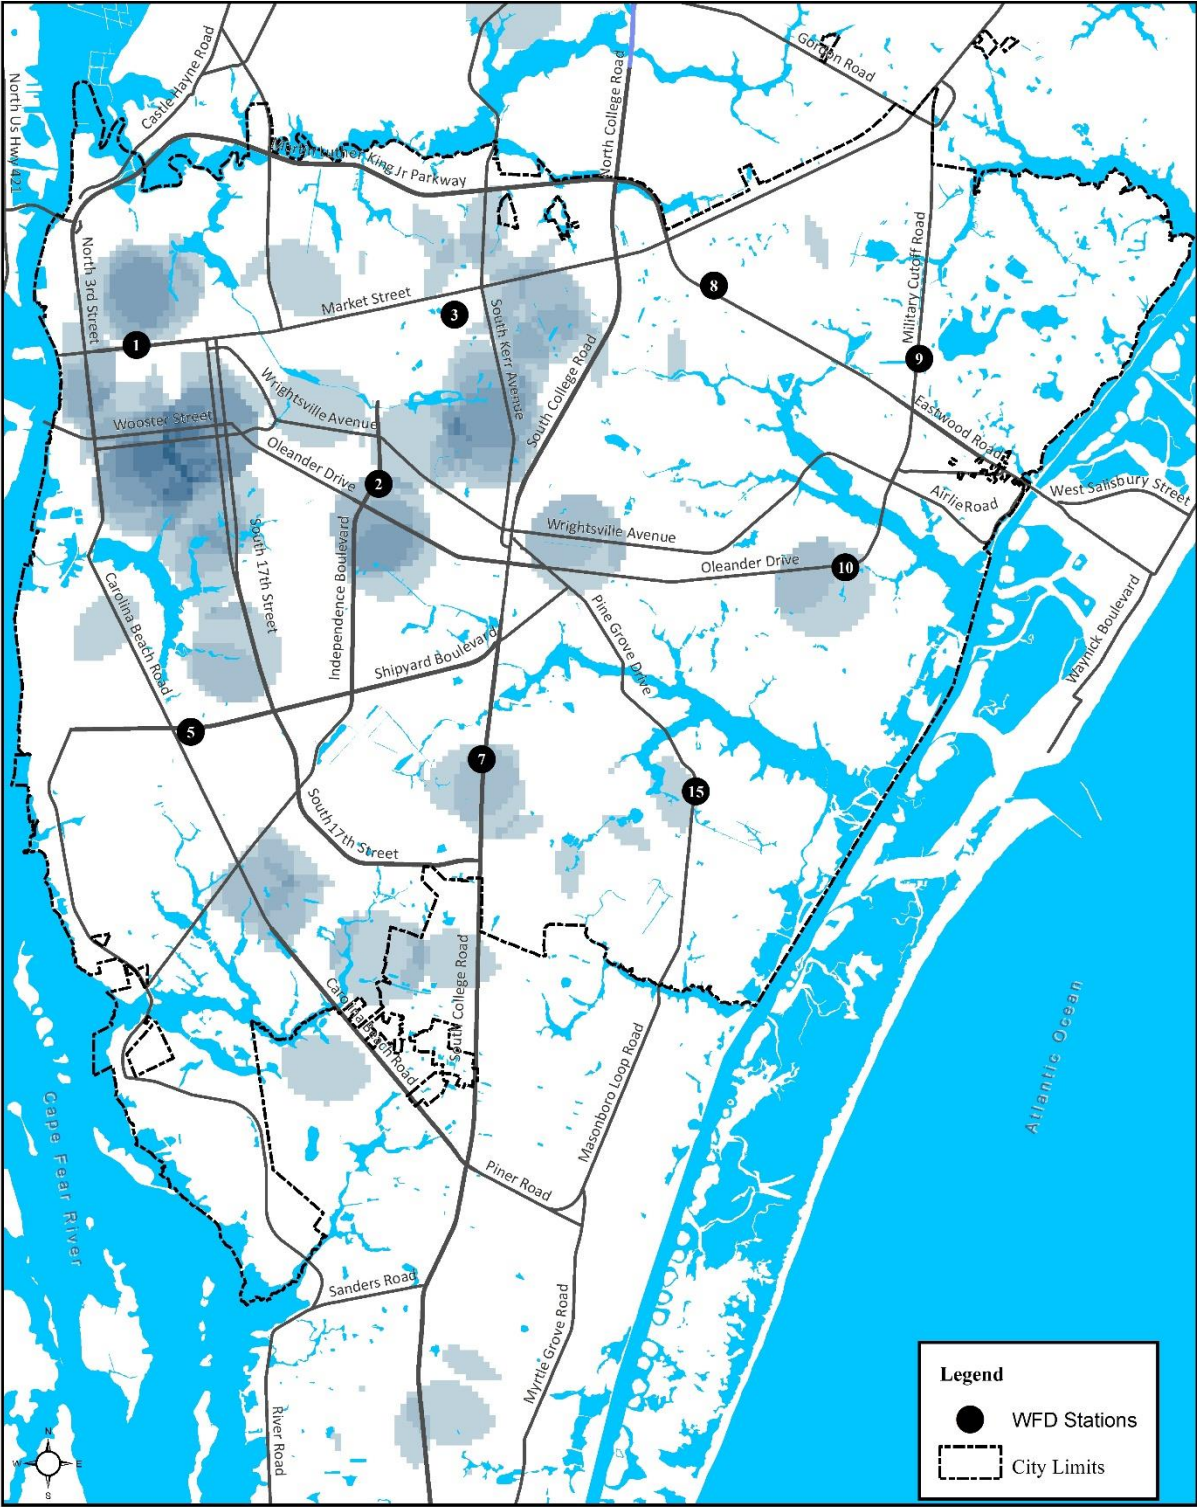 Castle Hayne Road
Gordon Road
North Us Hwy 421
North College Road
Martin Luther King Jr Parkway
North 3rd Street
Market Street
Military Cutoff Road
8
3
1
9
South Kerr Avenue
South College Road
Wrightsville Avenue
Wooster Street
Eastwood Road
Oleander Drive
2
West Salisbury Street
Airlie Road
South 17th Street
Independence Boulevard
Wrightsville Avenue
Oleander Drive
10
Carolina Beach Road
Pine Grove Drive
Waynick Boulevard
Shipyard Boulevard
5
7
15
South 17th Street
South College Road
Carolina Beach Road
Masonboro Loop Road
Atlantic Ocean
Cape Fear River
Piner Road
Sanders Road
Myrtle Grove Road
River Road
N
W
E
S
Legend
WFD Stations
City Limits